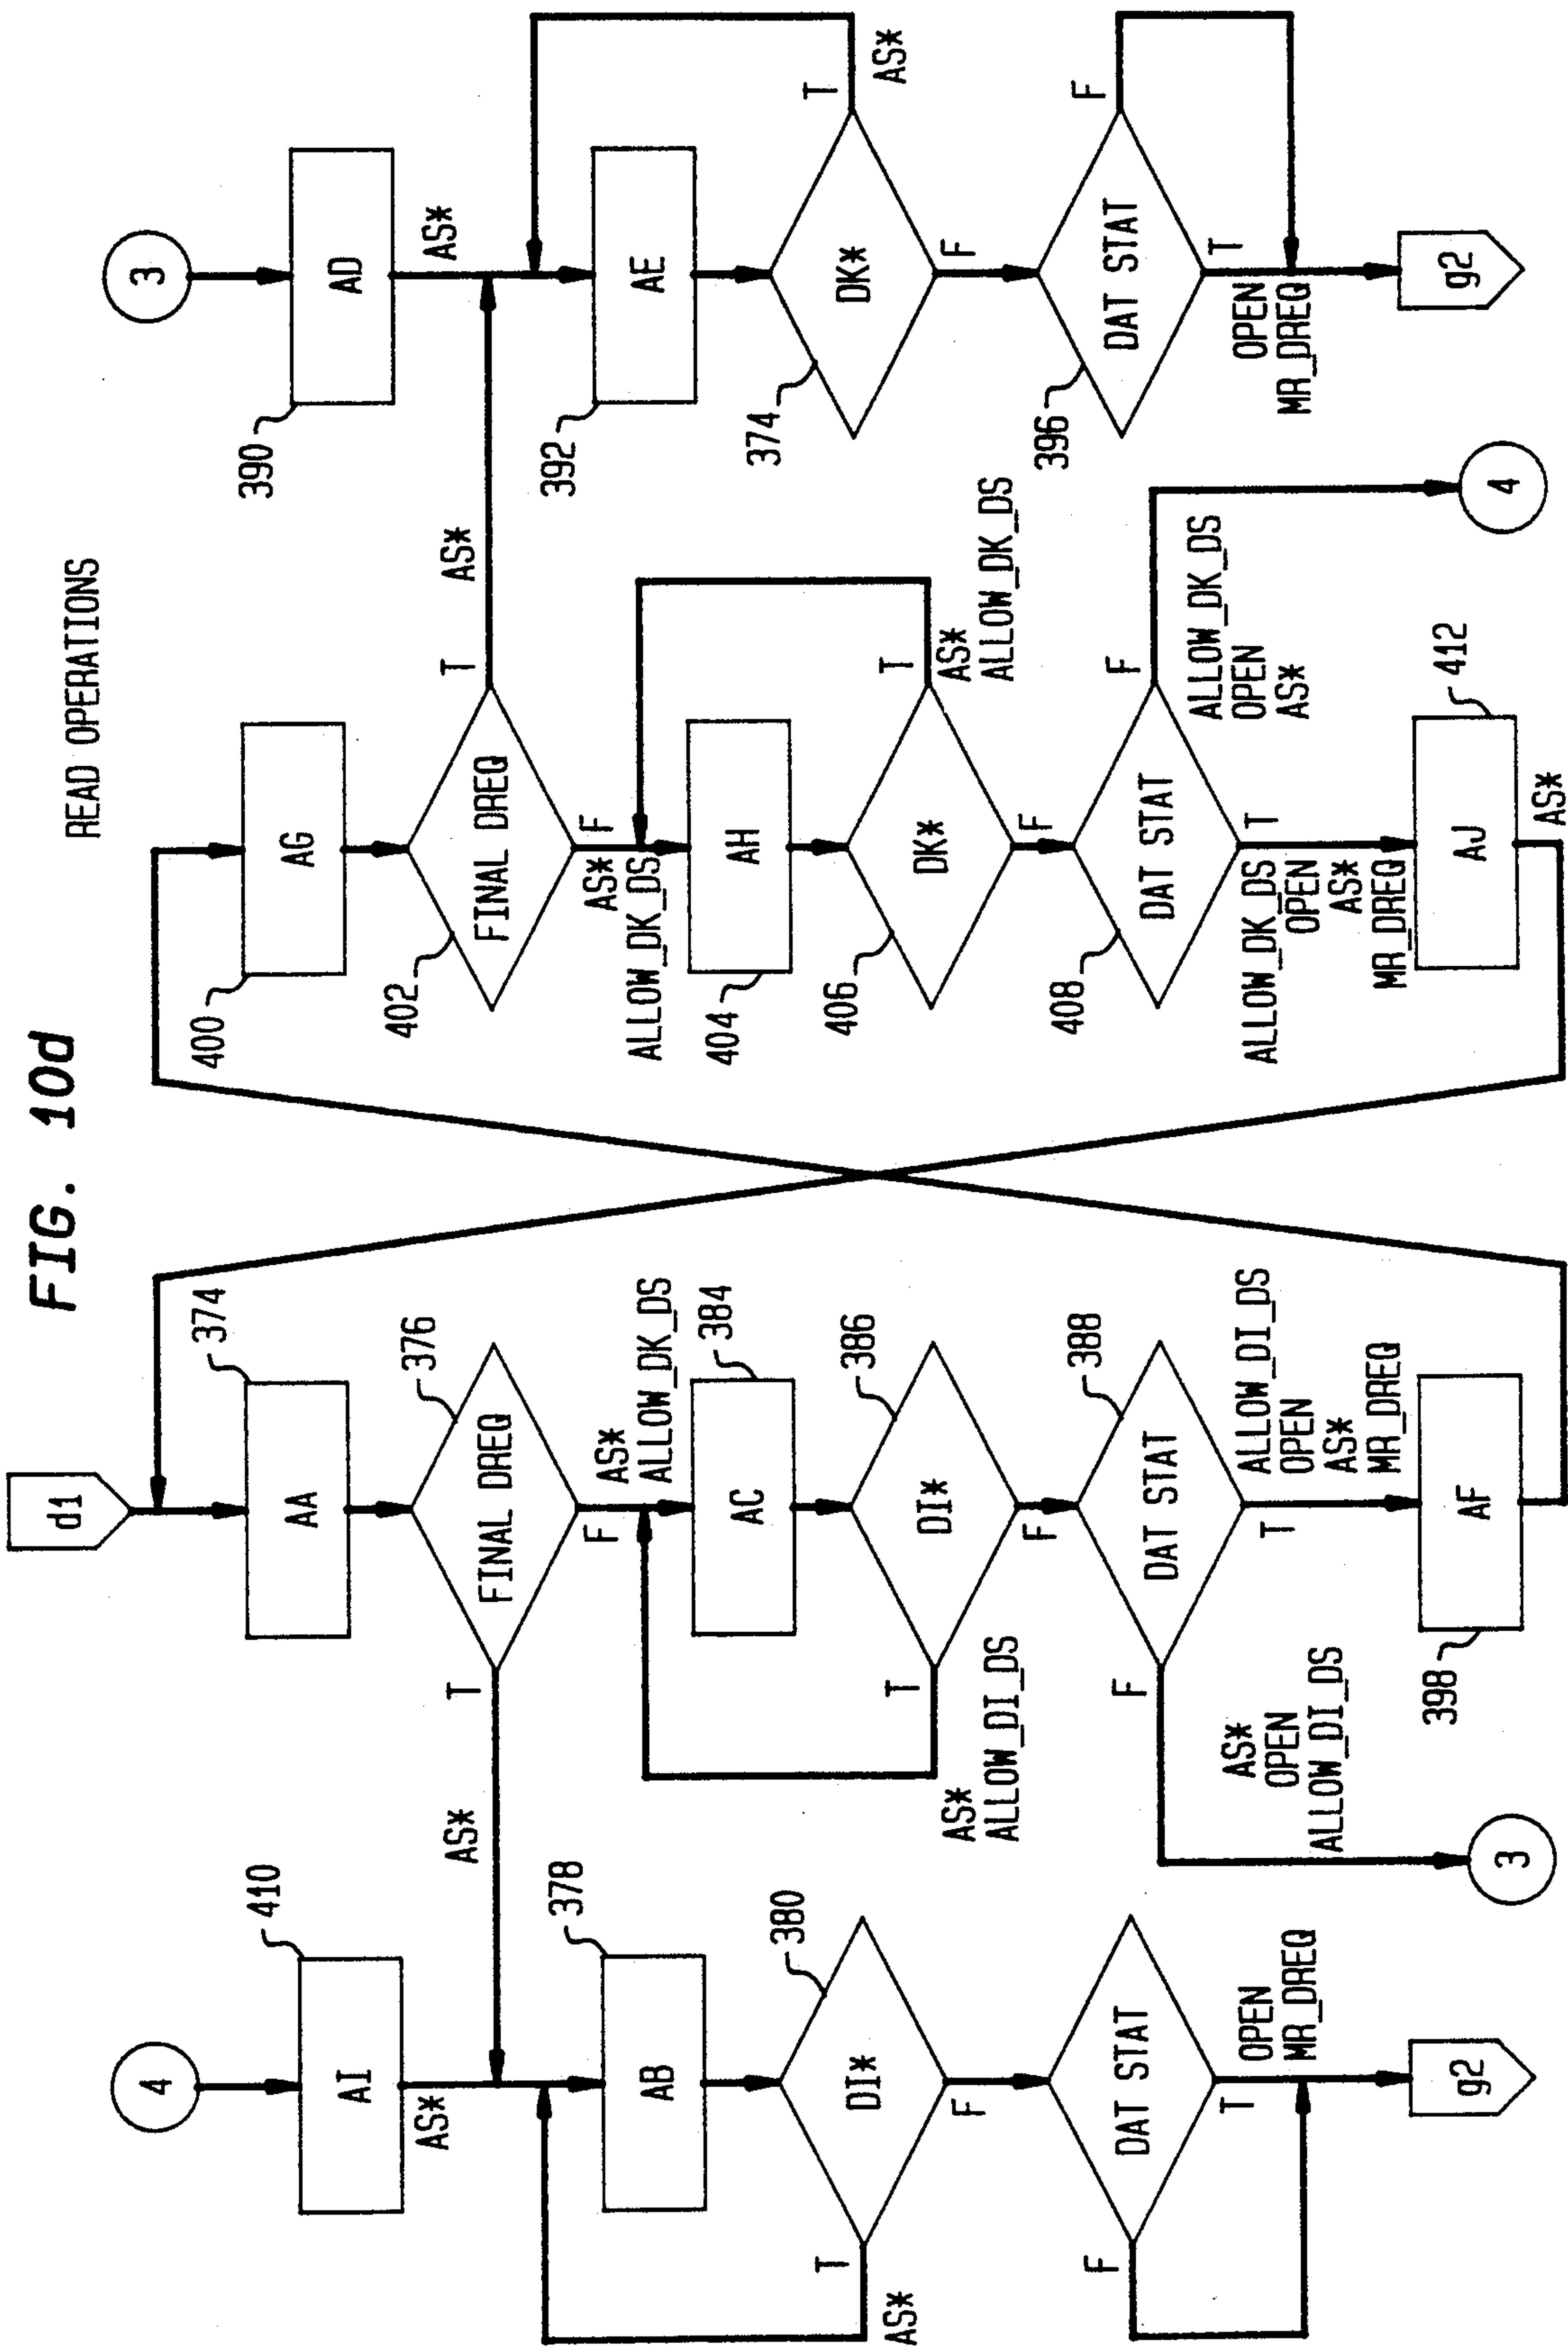 FIG. 10d
READ OPERATIONS
4
410
AI
AS*
378
AB
380
DI*
T
AS*
F
DAT STAT
F
T
OPEN
MR_DREQ
g2
d1
374
AA
376
FINAL DREQ
T
AS*
F
AS*
ALLOW_DK_DS
384
AC
386
DI*
T
AS*
ALLOW_DI_DS
F
388
DAT STAT
F
AS*
OPEN
ALLOW_DI_DS
3
T
ALLOW_DI_DS
OPEN
AS*
MR_DREQ
398
AF
400
AG
402
FINAL DREQ
T
AS*
F
AS*
ALLOW_DK_DS
404
AH
406
DK*
T
AS*
ALLOW_DK_DS
F
408
DAT STAT
F
ALLOW_DK_DS
OPEN
AS*
4
T
ALLOW_DK_DS
OPEN
AS*
MR_DREQ
412
AJ
AS*
3
390
AD
AS*
392
AE
374
DK*
T
AS*
F
396
DAT STAT
F
T
OPEN
MR_DREQ
g2